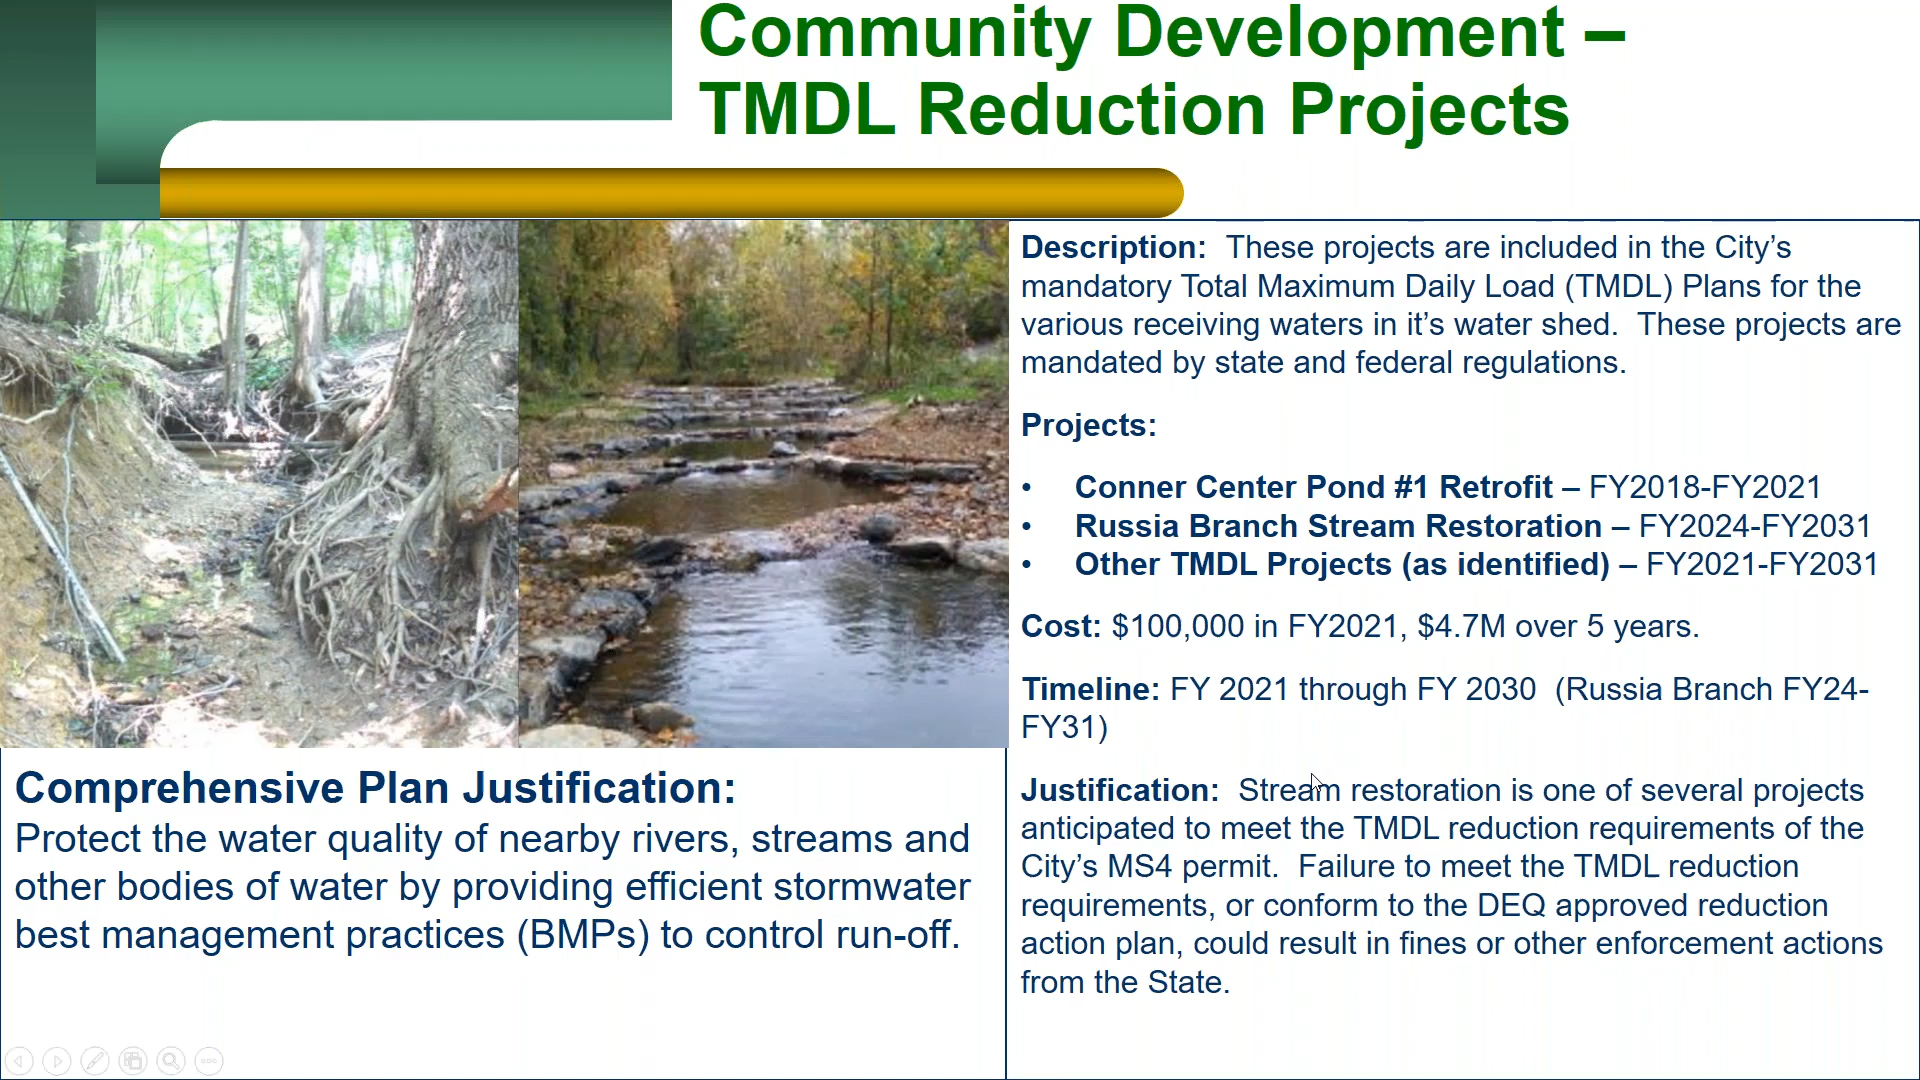 Community Development –
TMDL Reduction Projects
Description:  These projects are included in the City’s
mandatory Total Maximum Daily Load (TMDL) Plans for the
various receiving waters in it’s water shed.  These projects are
mandated by state and federal regulations.
Projects:
• Conner Center Pond #1 Retrofit – FY2018-FY2021
• Russia Branch Stream Restoration – FY2024-FY2031
• Other TMDL Projects (as identified) – FY2021-FY2031
Cost: $100,000 in FY2021, $4.7M over 5 years.
Timeline: FY 2021 through FY 2030  (Russia Branch FY24-
FY31)
Justification:  Stream restoration is one of several projects
anticipated to meet the TMDL reduction requirements of the
City’s MS4 permit.  Failure to meet the TMDL reduction
requirements, or conform to the DEQ approved reduction
action plan, could result in fines or other enforcement actions
from the State.
Comprehensive Plan Justification:
Protect the water quality of nearby rivers, streams and
other bodies of water by providing efficient stormwater
best management practices (BMPs) to control run-off.